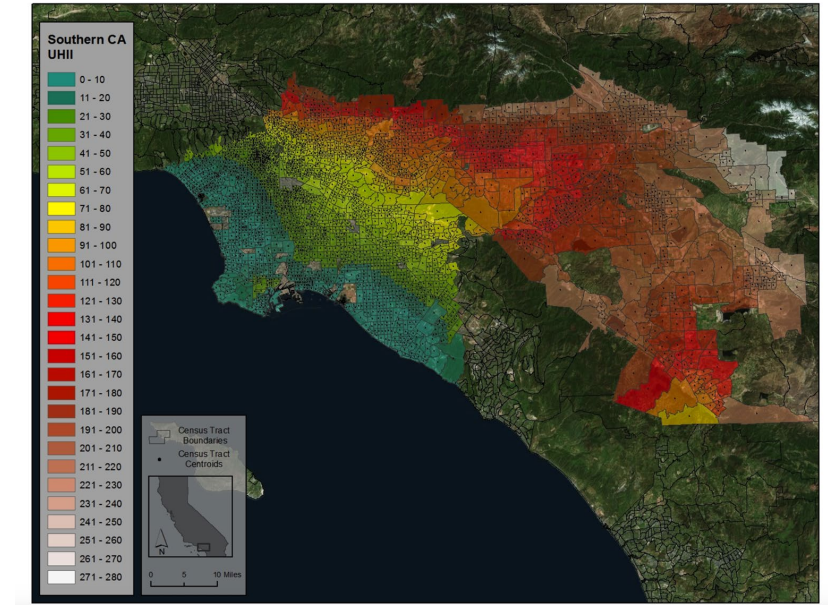 Southern CA
UHII
0 - 10
11 - 20
21 - 30
31 - 40
41 - 50
51 - 60
61 - 70
71 - 80
81 - 90
91 - 100
101 - 110
111 - 120
121 - 130
131 - 140
141 - 150
151 - 160
161 - 170
171 - 180
181 - 190
191 - 200
201 - 210
211 - 220
221 - 230
231 - 240
241 - 250
251 - 260
261 - 270
271 - 280
Census Tract
Boundaries
Census Tract
Centroids
N
0 5 10 Miles